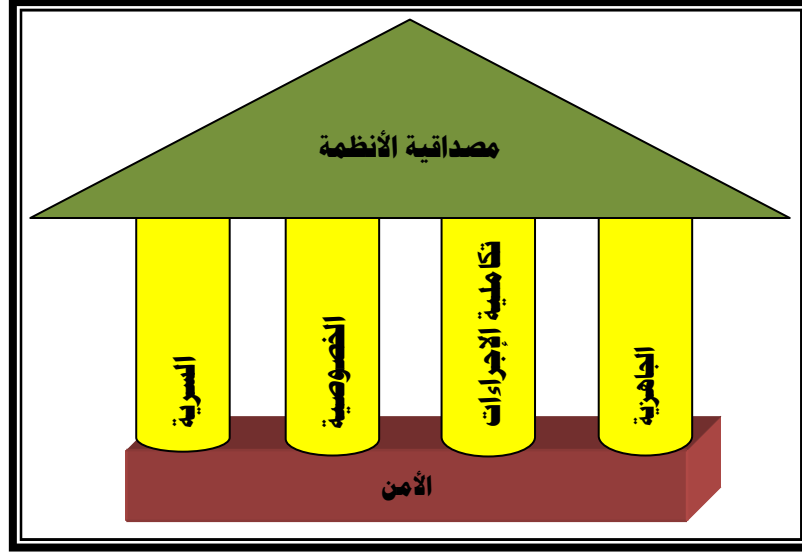 مصداقية الأنظمة
الجاهزية
تكاملية الإجراءات
الخصوصية
السرية
الأمن